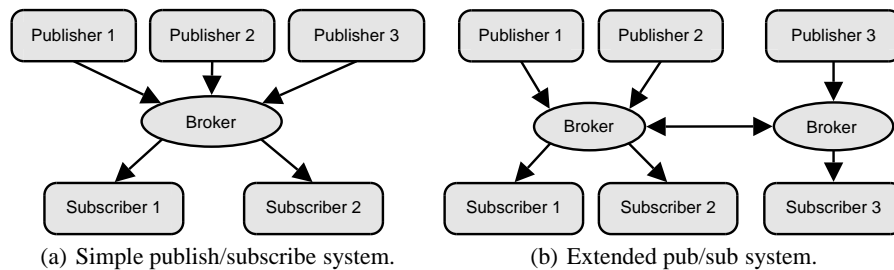 Publisher 1 Publisher 2 Publisher 3 Publisher 1 Publisher 2 Publisher 3
Broker Broker Broker
Subscriber 1 Subscriber 2 Subscriber 1 Subscriber 2 Subscriber 3
(a) Simple publish/subscribe system. (b) Extended pub/sub system.